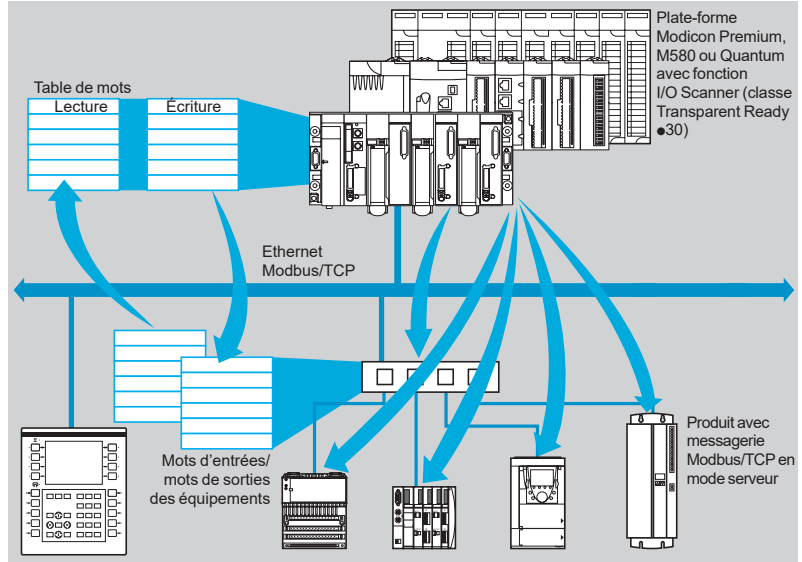 Plate-forme
Modicon Premium,
M580 ou Quantum
avec fonction
I/O Scanner (classe
Transparent Ready
●30)
Table de mots
Lecture
Écriture
Ethernet
Modbus/TCP
Mots d'entrées/
mots de sorties
des équipements
Produit avec
messagerie
Modbus/TCP en
mode serveur